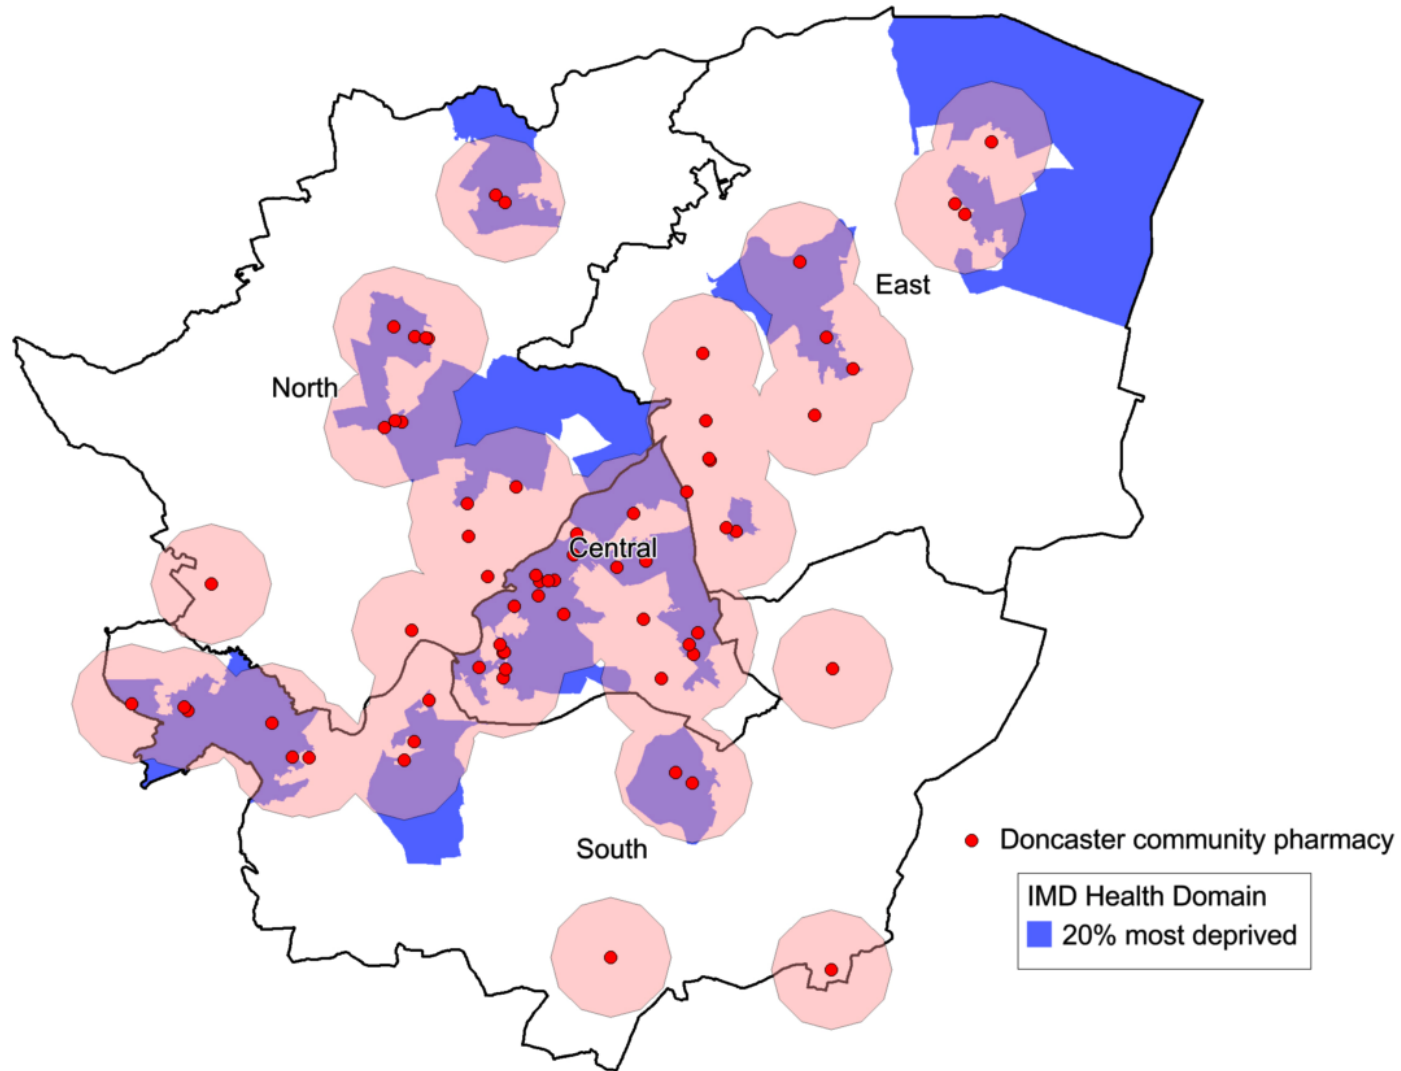 East
North
Central
South
Doncaster community pharmacy
IMD Health Domain
20% most deprived